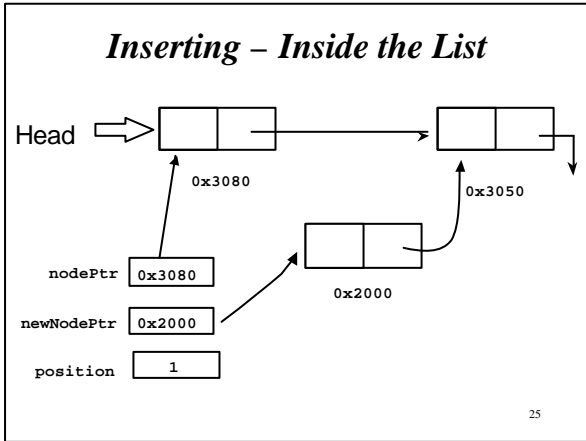 Inserting – Inside the List
Head
0x3080
0x3050
0x2000
nodePtr 0x3080
newNodePtr 0x2000
position 1
25